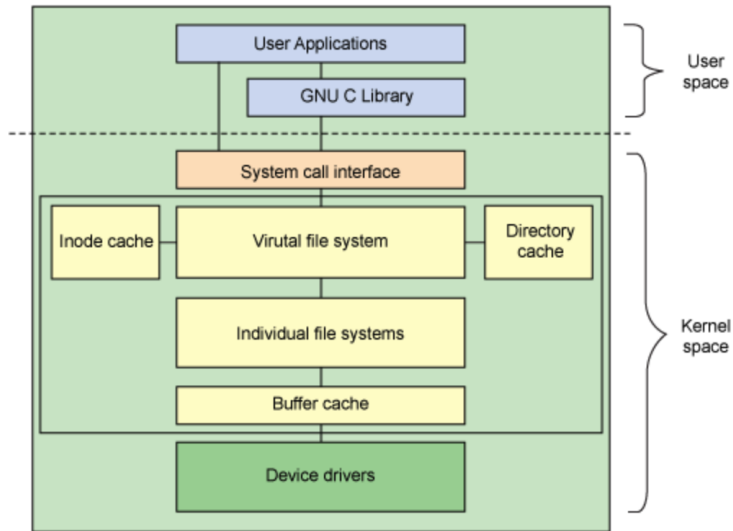 User Applications
User
space
GNU C Library
System call interface
Inode cache
Virutal file system
Directory
cache
Individual file systems
Kernel
space
Buffer cache
Device drivers